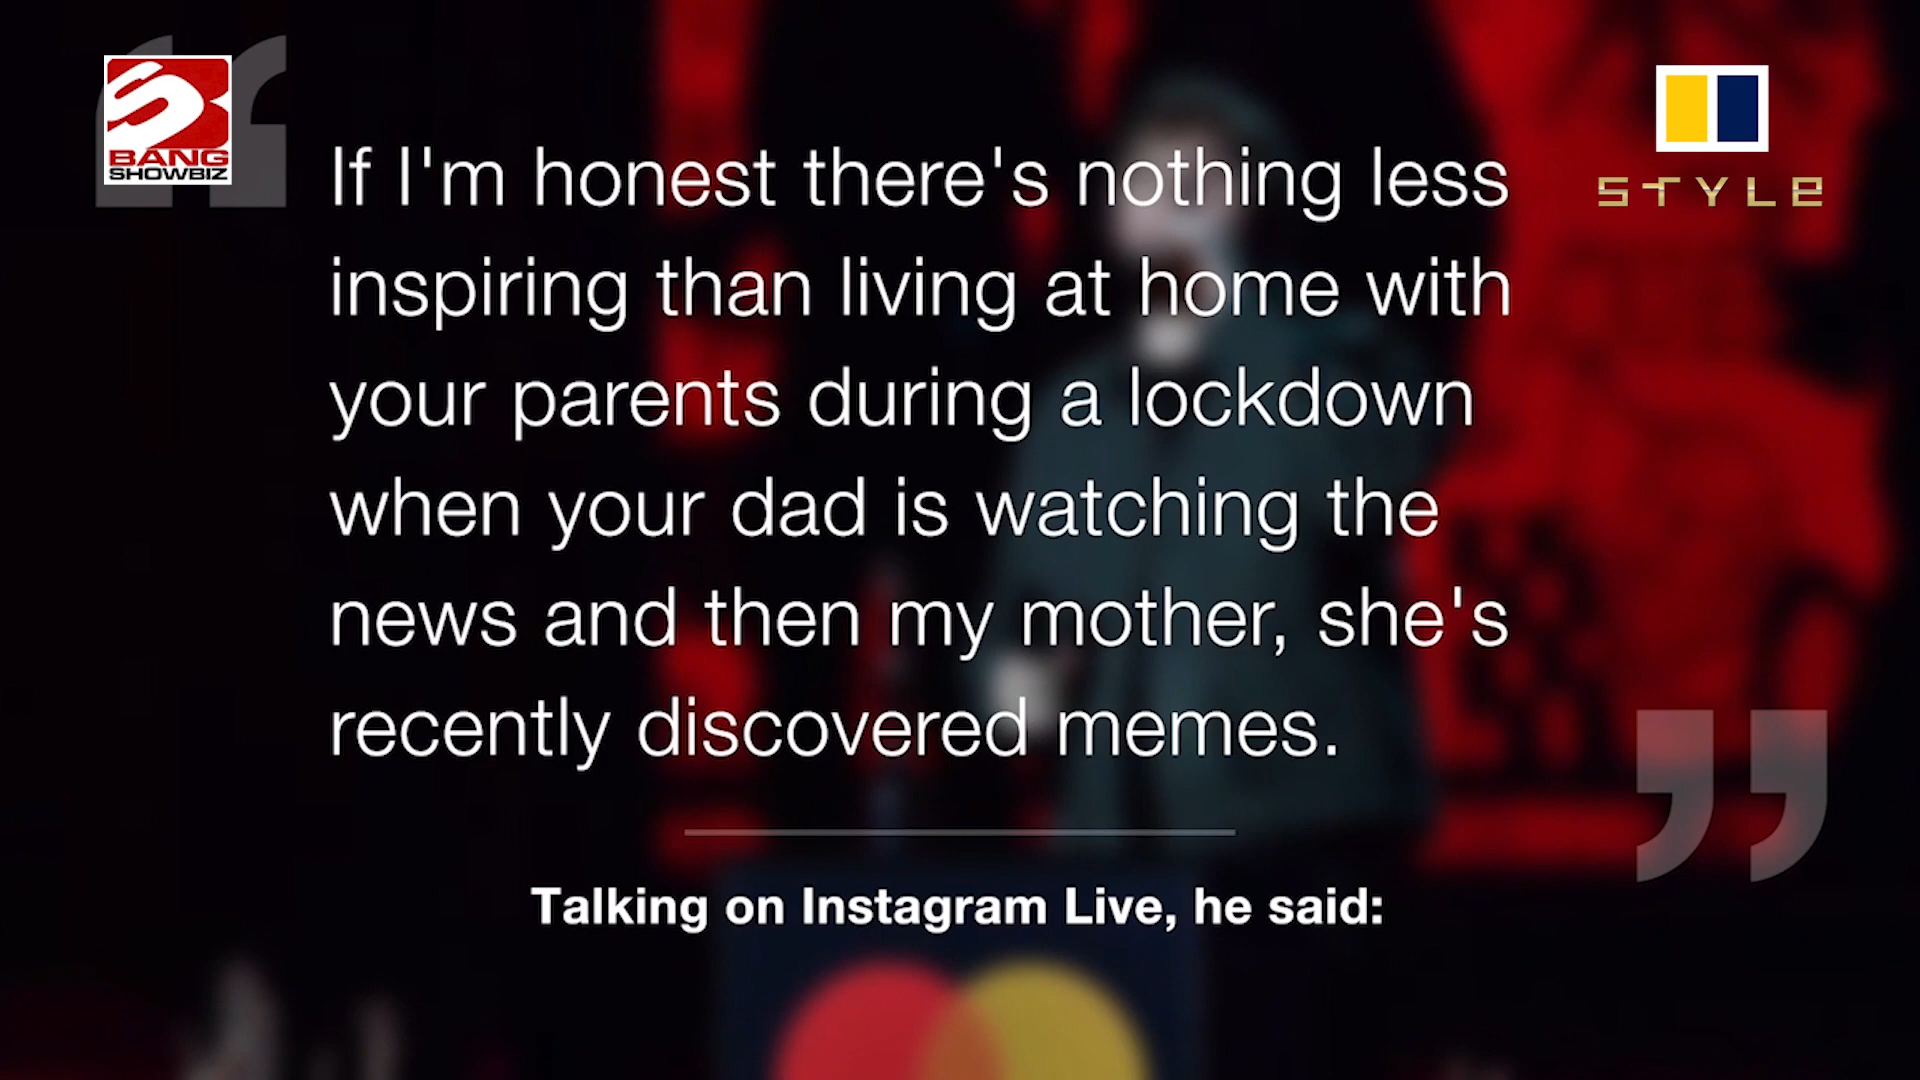 BANG
SHOWBIZ
STYLE
If I'm honest there's nothing less
inspiring than living at home with
your parents during a lockdown
when your dad is watching the
news and then my mother, she's
recently discovered memes.
Talking on Instagram Live, he said: